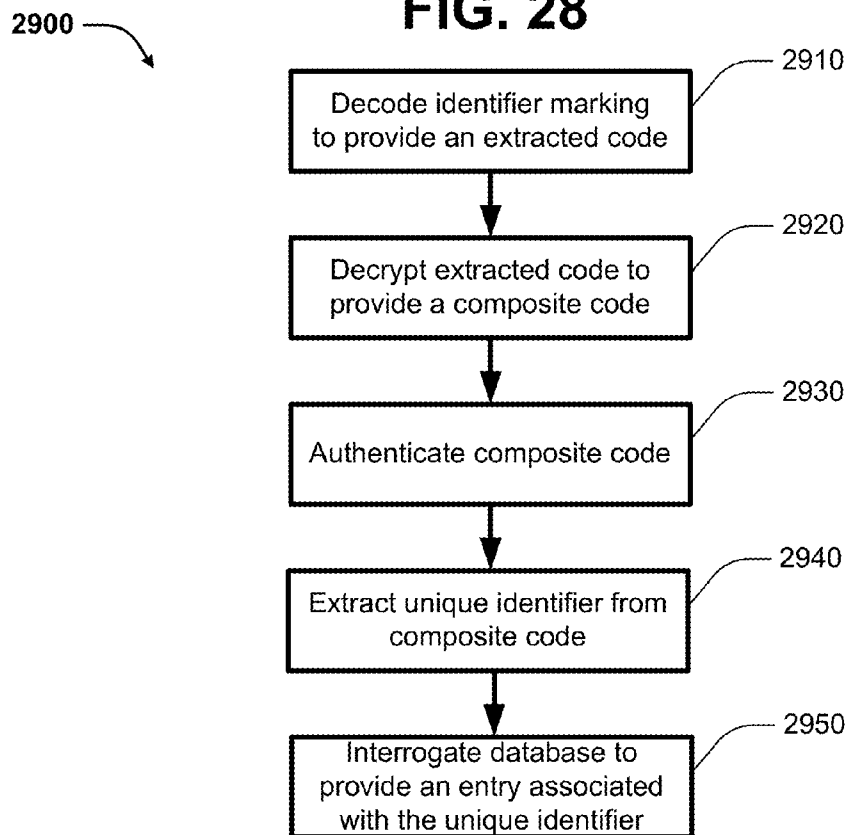 FIG. 28
2900
2910
Decode identifier marking
to provide an extracted code
2920
Decrypt extracted code to
provide a composite code
2930
Authenticate composite code
2940
Extract unique identifier from
composite code
2950
Interrogate database to
provide an entry associated
with the unique identifier